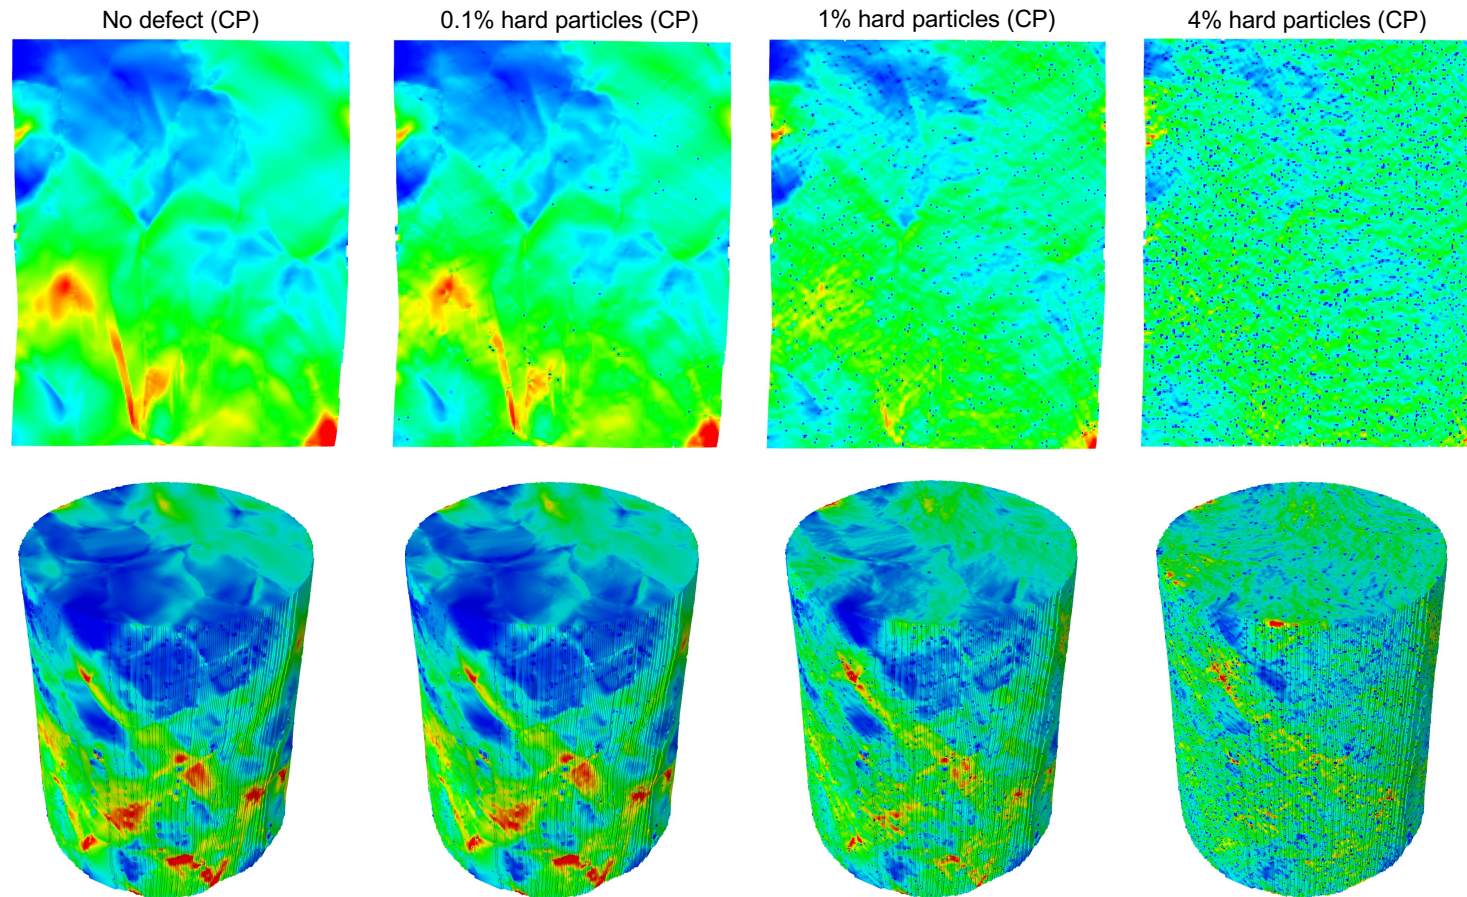 No defect (CP)
0.1% hard particles (CP)
1% hard particles (CP)
4% hard particles (CP)